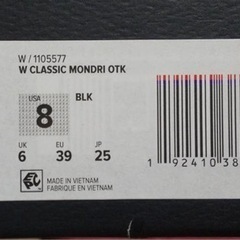 W / 1105577
W CLASSIC MONDRI OTK
USA
8
BLK
UK EU JP
6 39 25
MADE IN VIETNAM
FABRIQUE EN VIETNAM
1 92410 38